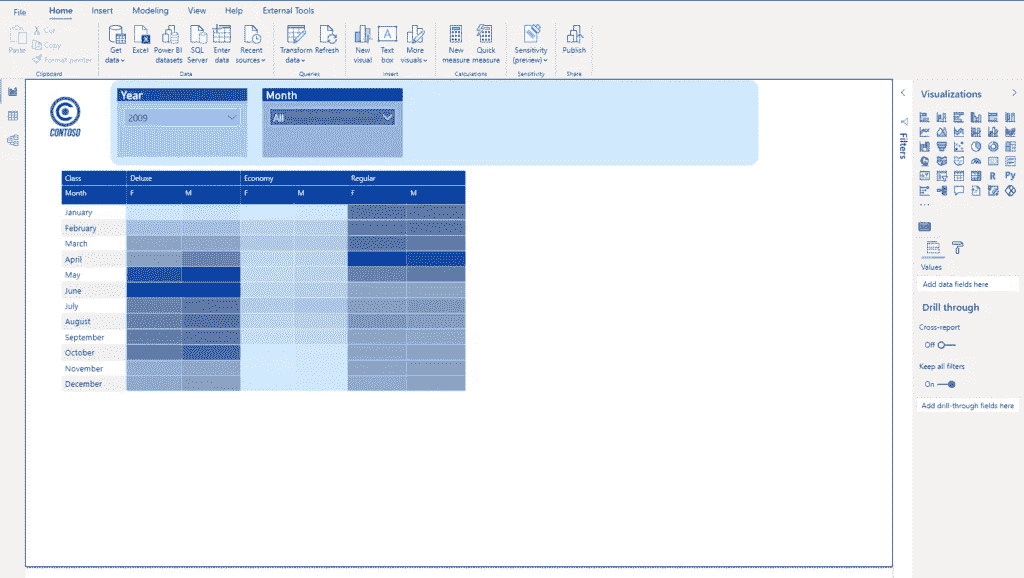 File Home Insert Modeling View Help External Tools
Paste
Cut
Copy
Format painter
Clipboard
Get data
Excel
Power BI datasets
SQL Server
Enter data
Recent sources
Data
Transform data
Refresh
Queries
New visual
Text box
More visuals
Insert
New measure
Quick measure
Calculations
Sensitivity (preview)
Sensitivity
Publish
Share
CONTOSO
Year
2009
Month
All
Class Deluxe Economy Regular
Month F M F M F M
January
February
March
April
May
June
July
August
September
October
November
December
Filters
Visualizations
R Py
...
Values
Add data fields here
Drill through
Cross-report
Off
Keep all filters
On
Add drill-through fields here